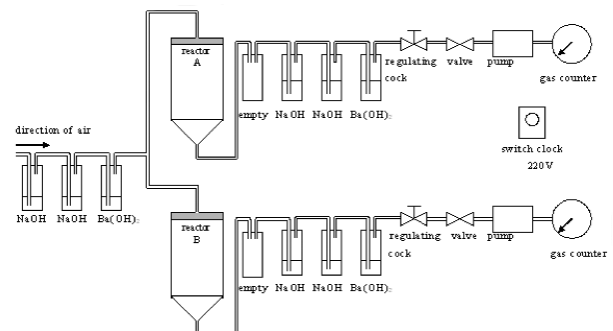 reactor
A
regulating
cock
valve
pump
gas counter
empty
NaOH
NaOH
Ba(OH)₂
direction of air
switch clock
220V
NaOH
NaOH
Ba(OH)₂
reactor
B
regulating
cock
valve
pump
gas counter
empty
NaOH
NaOH
Ba(OH)₂